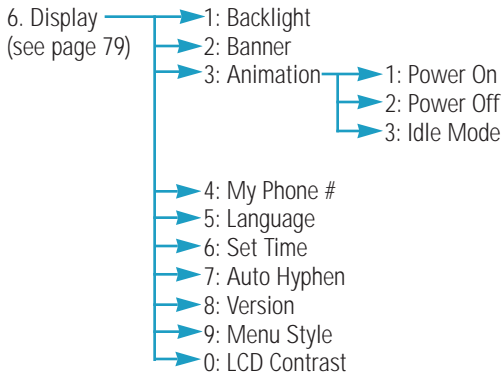 6. Display
(see page 79)
1: Backlight
2: Banner
3: Animation
1: Power On
2: Power Off
3: Idle Mode
4: My Phone #
5: Language
6: Set Time
7: Auto Hyphen
8: Version
9: Menu Style
0: LCD Contrast